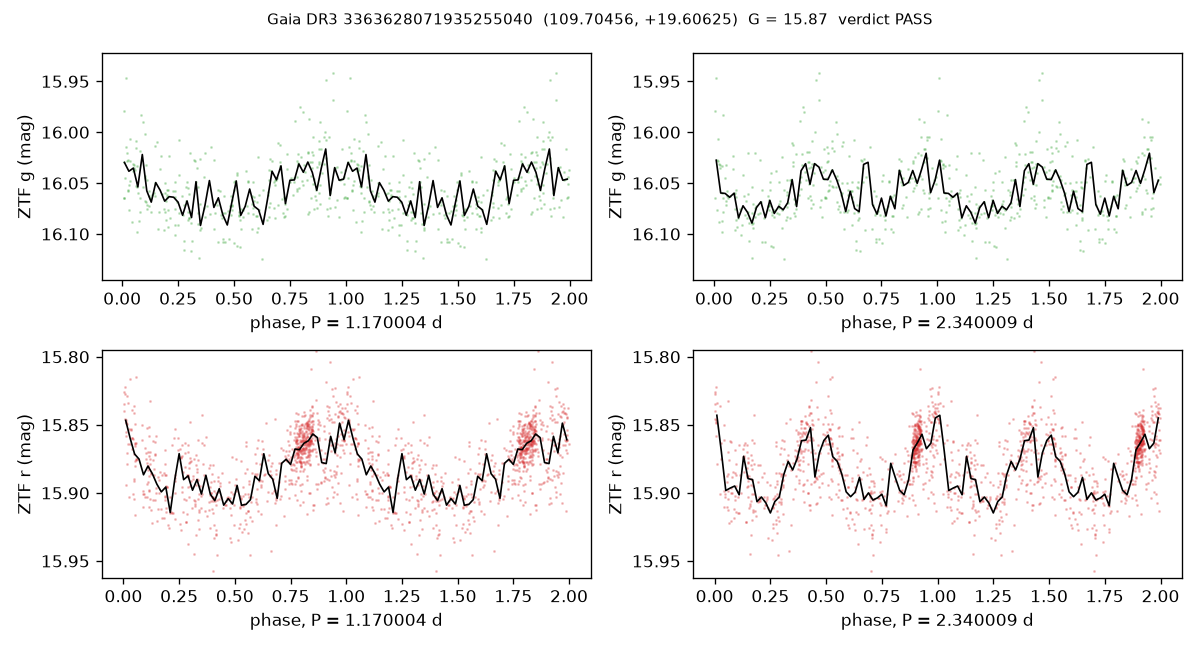 Gaia DR3 3363628071935255040  (109.70456, +19.60625)  G = 15.87  verdict PASS
ZTF g (mag)
15.95
16.00
16.05
16.10
0.00 0.25 0.50 0.75 1.00 1.25 1.50 1.75 2.00
phase, P = 1.170004 d
ZTF g (mag)
15.95
16.00
16.05
16.10
0.00 0.25 0.50 0.75 1.00 1.25 1.50 1.75 2.00
phase, P = 2.340009 d
ZTF r (mag)
15.80
15.85
15.90
15.95
0.00 0.25 0.50 0.75 1.00 1.25 1.50 1.75 2.00
phase, P = 1.170004 d
ZTF r (mag)
15.80
15.85
15.90
15.95
0.00 0.25 0.50 0.75 1.00 1.25 1.50 1.75 2.00
phase, P = 2.340009 d